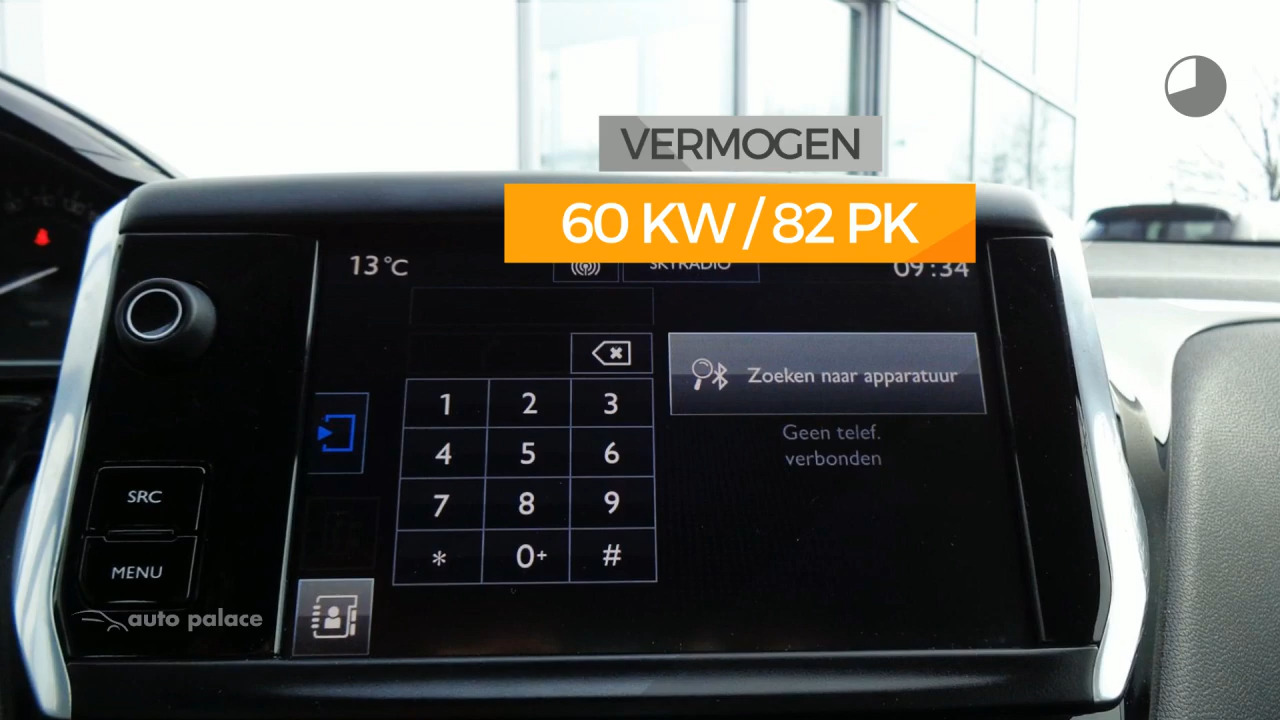 VERMOGEN
60 KW / 82 PK
13°C
SKYRADIO
09:34
Zoeken naar apparatuur
1 2 3
Geen telef.
verbonden
4 5 6
SRC
7 8 9
MENU
* 0+ #
auto palace